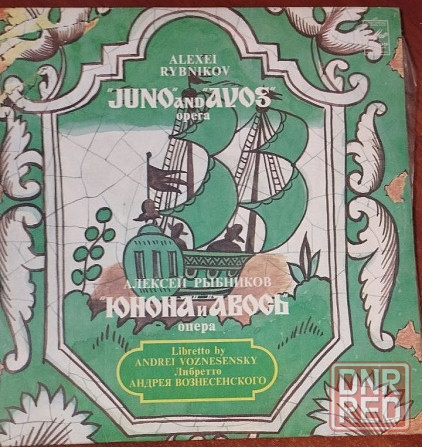 ALEXEI
RYBNIKOV
"JUNO" AND "AVOS"
opera
АЛЕКСЕЙ РЫБНИКОВ
"ЮНОНА" И "АВОСЬ"
опера
Libretto by
ANDREI VOZNESENSKY
Либретто
АНДРЕЯ ВОЗНЕСЕНСКОГО
DNR
PED